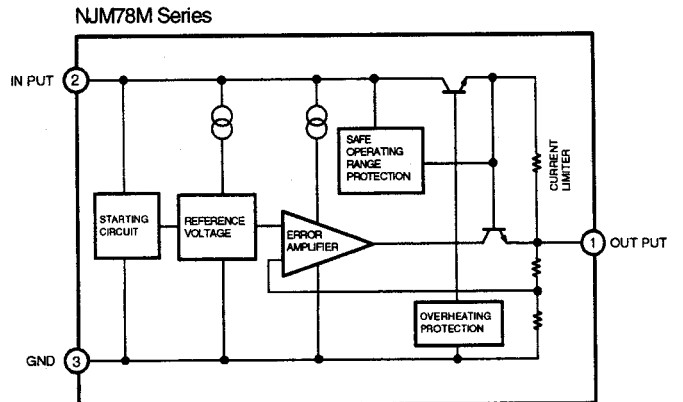 NJM78M Series
IN PUT
2
SAFE
OPERATING
RANGE
PROTECTION
CURRENT
LIMITER
STARTING
CIRCUIT
REFERENCE
VOLTAGE
ERROR
AMPLIFIER
1
OUT PUT
OVERHEATING
PROTECTION
GND
3